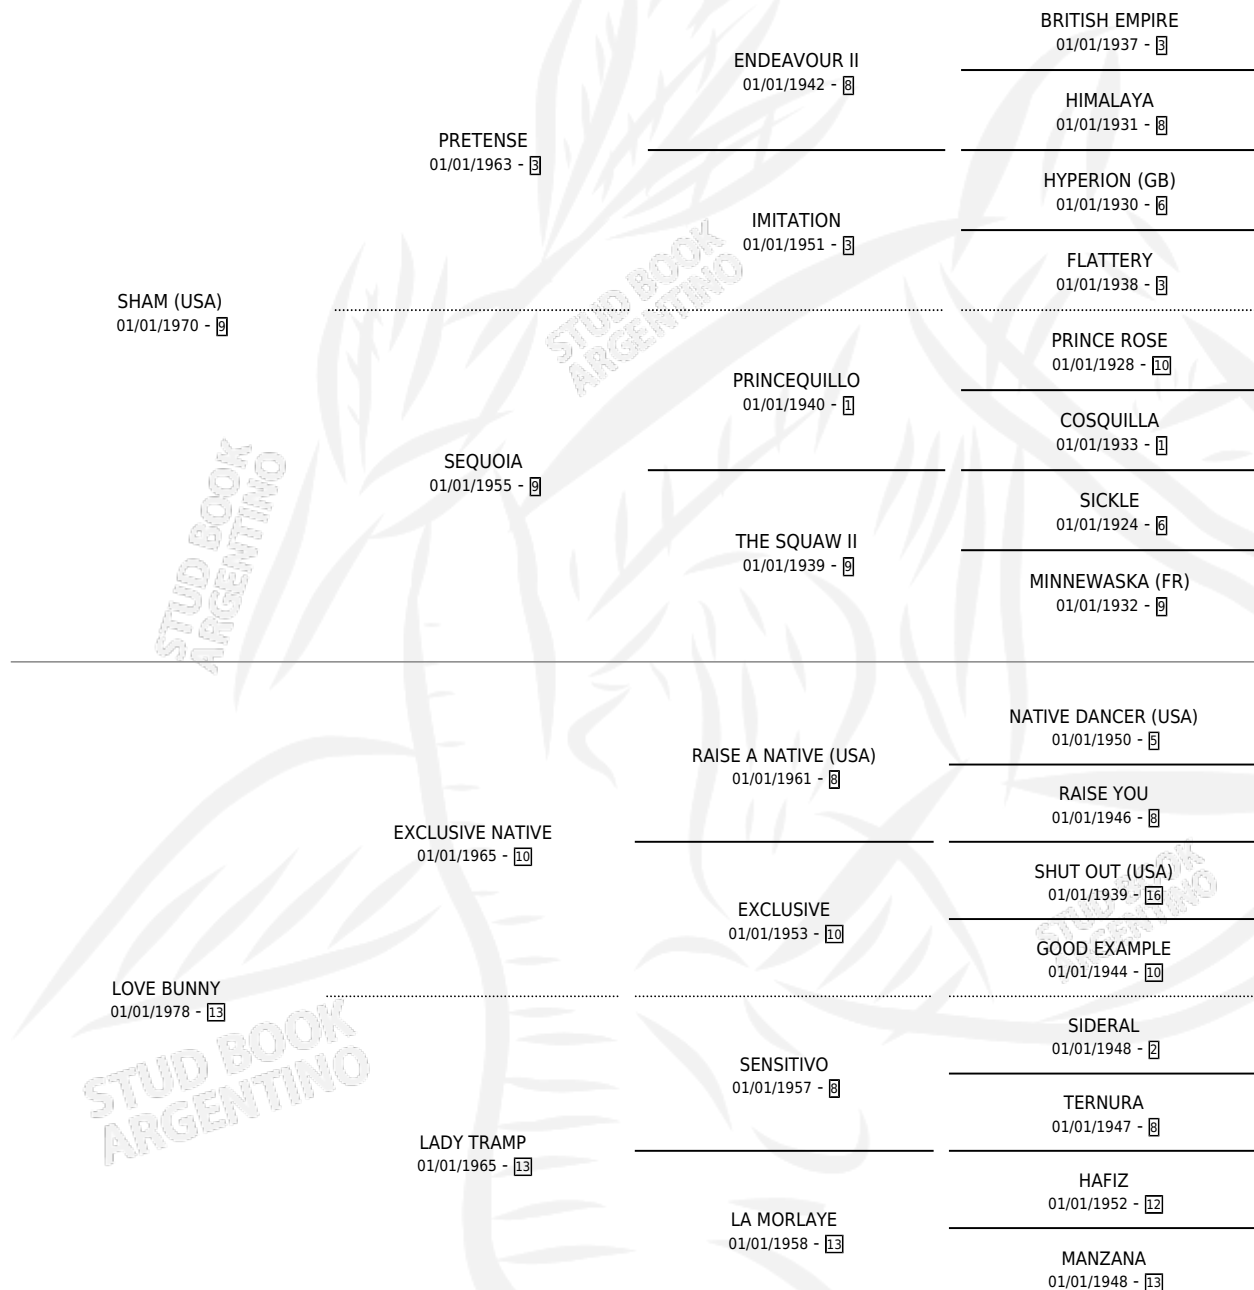 BRITISH EMPIRE
01/01/1937 - 3
ENDEAVOUR II
01/01/1942 - 8
HIMALAYA
01/01/1931 - 8
PRETENSE
01/01/1963 - 3
HYPERION (GB)
01/01/1930 - 6
IMITATION
01/01/1951 - 3
FLATTERY
01/01/1938 - 3
SHAM (USA)
01/01/1970 - 9
STUD BOOK
ARGENTINO
PRINCE ROSE
01/01/1928 - 10
PRINCEQUILLO
01/01/1940 - 1
COSQUILLA
01/01/1933 - 1
SEQUOIA
01/01/1955 - 9
SICKLE
01/01/1924 - 6
THE SQUAW II
01/01/1939 - 9
MINNEWASKA (FR)
01/01/1932 - 9
STUD BOOK
ARGENTINO
NATIVE DANCER (USA)
01/01/1950 - 5
RAISE A NATIVE (USA)
01/01/1961 - 8
RAISE YOU
01/01/1946 - 8
EXCLUSIVE NATIVE
01/01/1965 - 10
SHUT OUT (USA)
01/01/1939 - 16
EXCLUSIVE
01/01/1953 - 10
STUD BOOK
ARGENTINO
GOOD EXAMPLE
01/01/1944 - 10
LOVE BUNNY
01/01/1978 - 13
SIDERAL
01/01/1948 - 2
SENSITIVO
01/01/1957 - 8
STUD BOOK
ARGENTINO
TERNURA
01/01/1947 - 8
LADY TRAMP
01/01/1965 - 13
HAFIZ
01/01/1952 - 12
LA MORLAYE
01/01/1958 - 13
MANZANA
01/01/1948 - 13